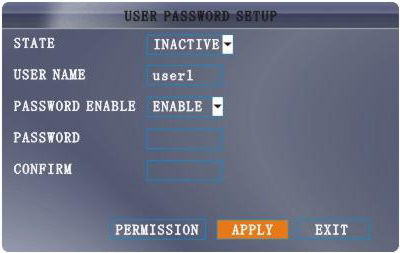 USER PASSWORD SETUP
STATE INACTIVE
USER NAME user1
PASSWORD ENABLE ENABLE
PASSWORD
CONFIRM
PERMISSION APPLY EXIT